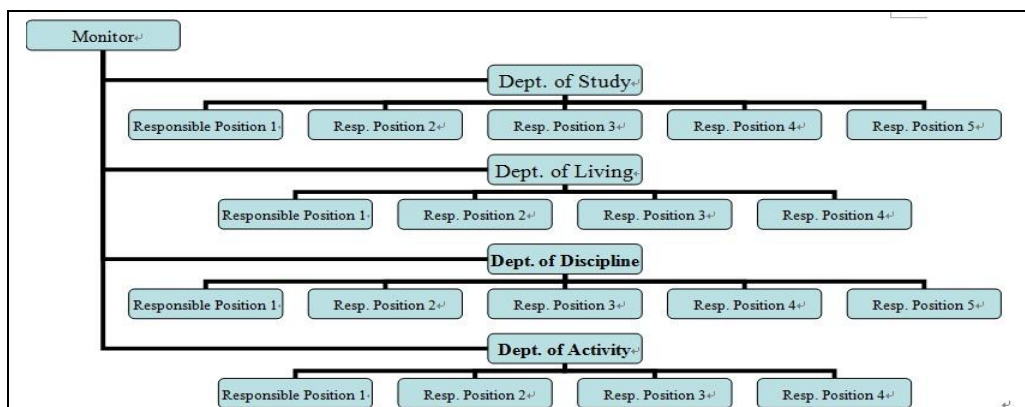 Monitor
Dept. of Study
Responsible Position 1 Resp. Position 2 Resp. Position 3 Resp. Position 4 Resp. Position 5
Dept. of Living
Responsible Position 1 Resp. Position 2 Resp. Position 3 Resp. Position 4
Dept. of Discipline
Responsible Position 1 Resp. Position 2 Resp. Position 3 Resp. Position 4 Resp. Position 5
Dept. of Activity
Responsible Position 1 Resp. Position 2 Resp. Position 3 Resp. Position 4